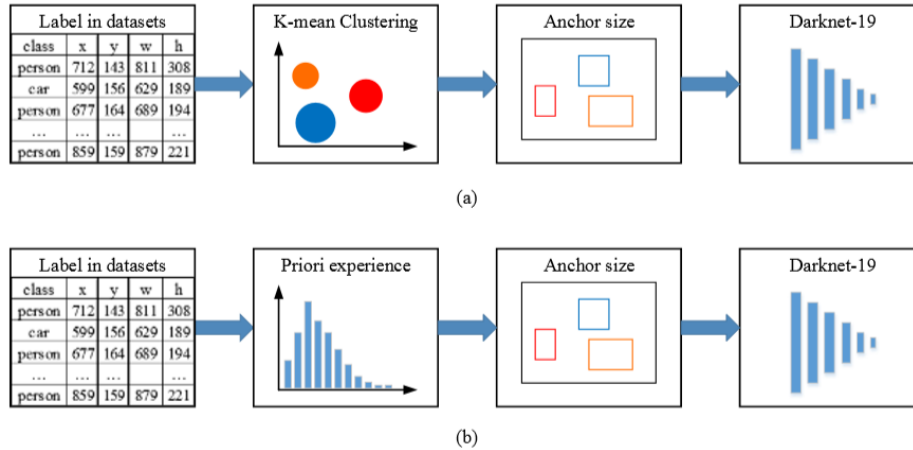 Label in datasets
class x y w h
person 712 143 811 308
car 599 156 629 189
person 677 164 689 194
... ... ...
person 859 159 879 221
K-mean Clustering
Anchor size
Darknet-19
(a)
Label in datasets
class x y w h
person 712 143 811 308
car 599 156 629 189
person 677 164 689 194
... ... ...
person 859 159 879 221
Priori experience
Anchor size
Darknet-19
(b)